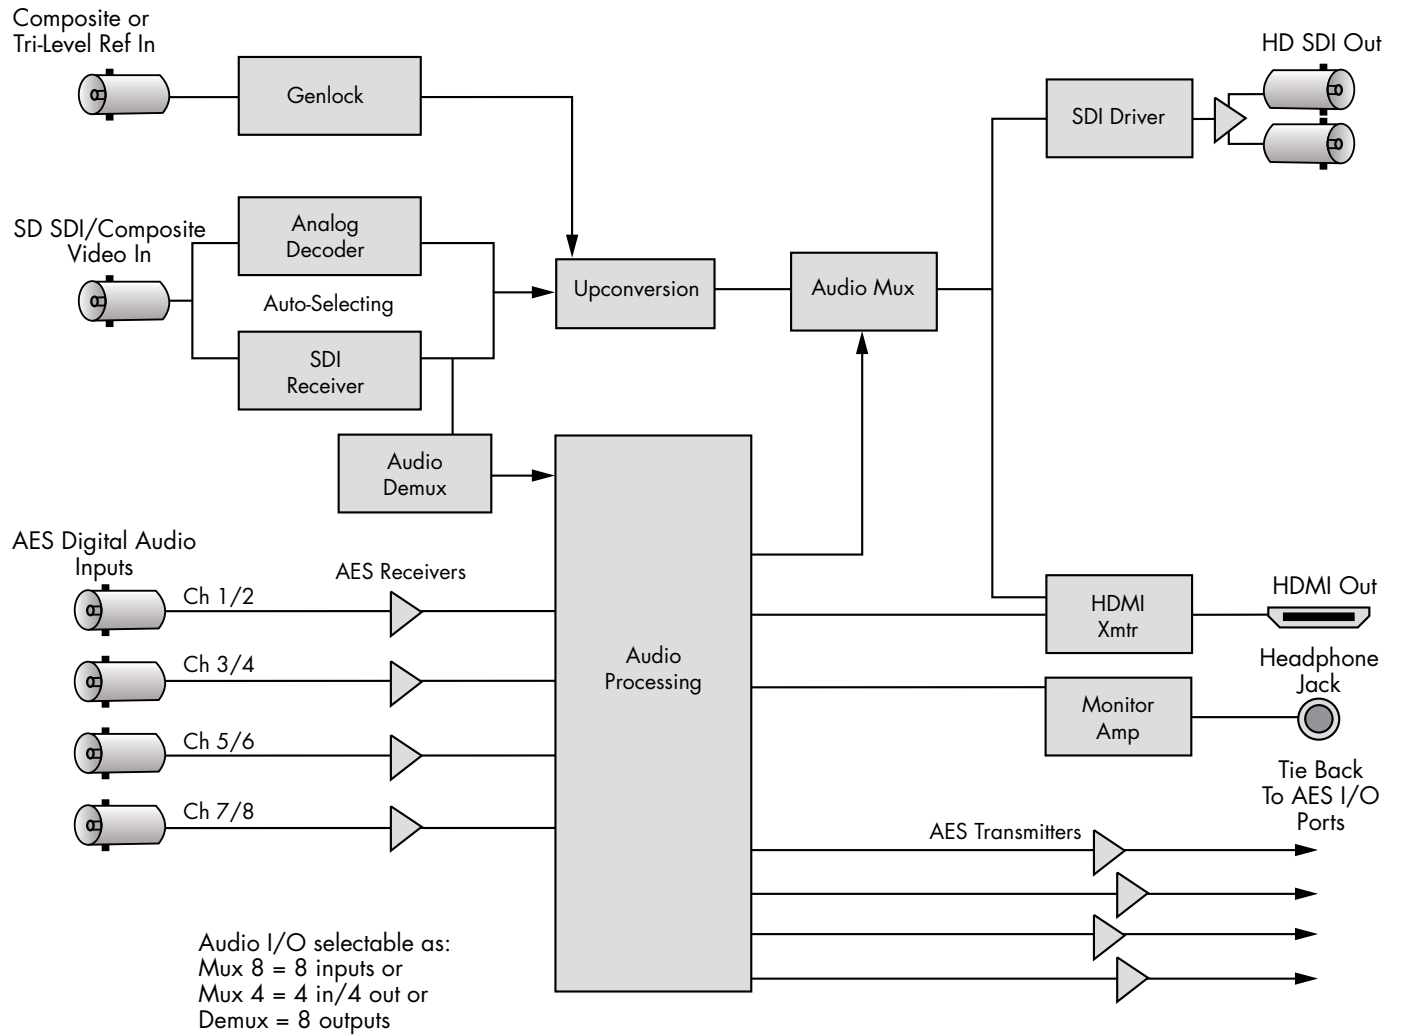 Composite or
Tri-Level Ref In
Genlock
HD SDI Out
SDI Driver
SD SDI/Composite
Video In
Analog
Decoder
Auto-Selecting
SDI
Receiver
Upconversion
Audio Mux
Audio
Demux
AES Digital Audio
Inputs
AES Receivers
Ch 1/2
Ch 3/4
Ch 5/6
Ch 7/8
Audio
Processing
HDMI
Xmtr
HDMI Out
Headphone
Jack
Monitor
Amp
Tie Back
To AES I/O
Ports
AES Transmitters
Audio I/O selectable as:
Mux 8 = 8 inputs or
Mux 4 = 4 in/4 out or
Demux = 8 outputs